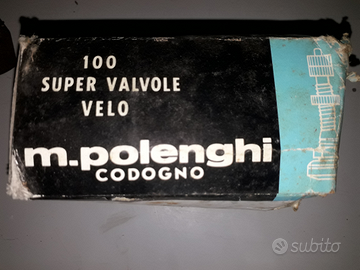 100
SUPER VALVOLE
VELO
m.polenghi
CODOGNO
subito